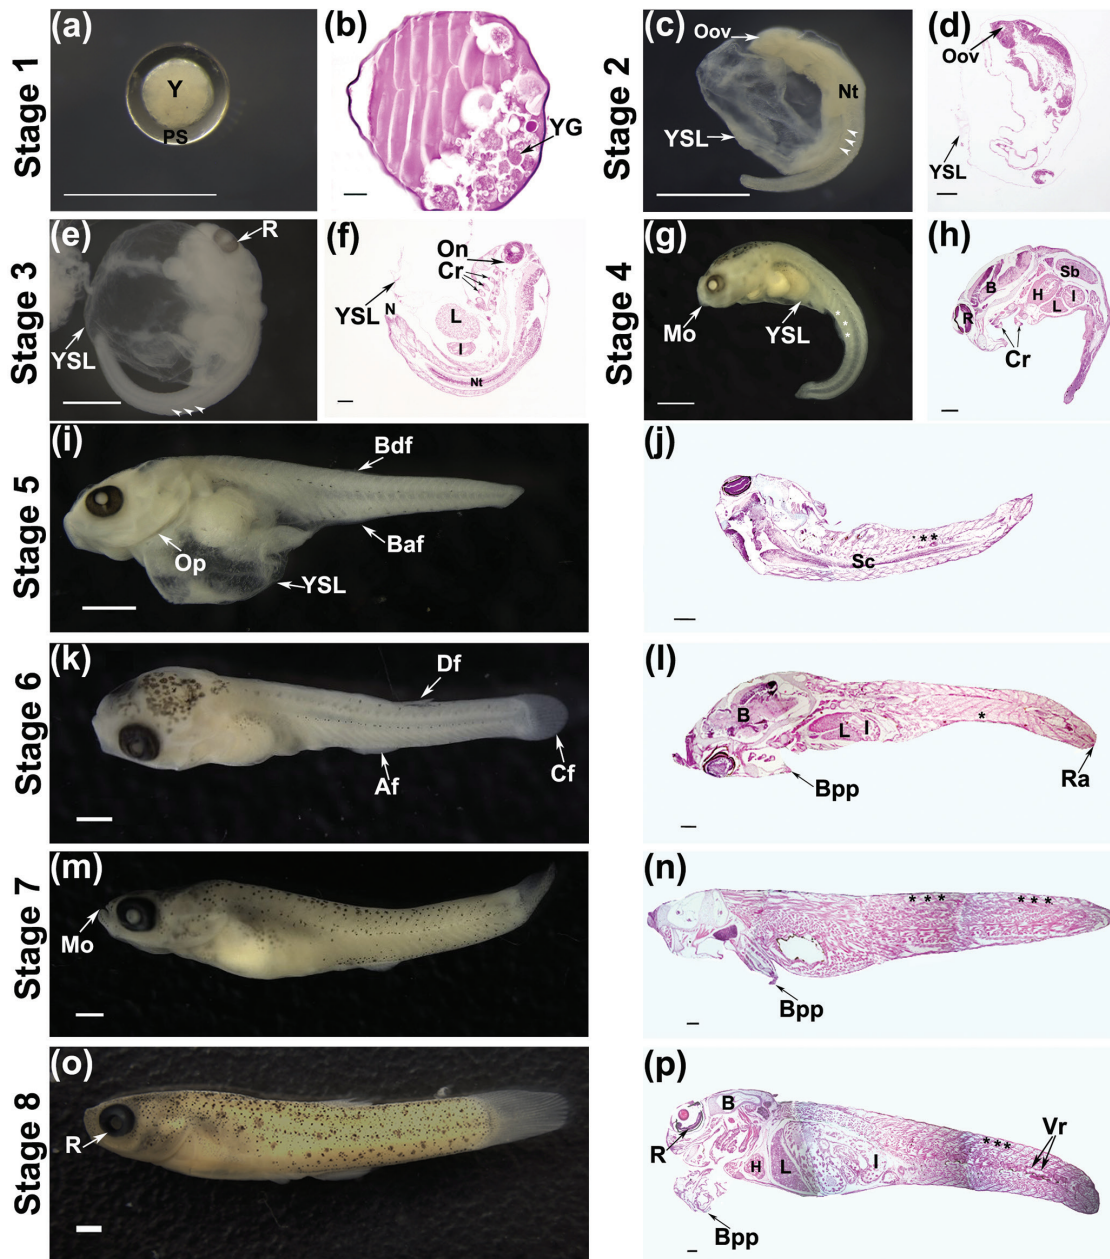 Stage 1
(a)
Y
PS
(b)
YG
Stage 2
(c)
Oov
Nt
YSL
(d)
Oov
YSL
Stage 3
(e)
R
YSL
(f)
On
Cr
YSL
N
L
I
Nt
Stage 4
(g)
Mo
YSL
***
(h)
B
R
Sb
H
I
L
Cr
Stage 5
(i)
Bdf
Baf
Op
YSL
(j)
**
Sc
Stage 6
(k)
Df
Af
Cf
(l)
B
L
I
*
Bpp
Ra
Stage 7
(m)
Mo
(n)
***
***
Bpp
Stage 8
(o)
R
(p)
B
R
H
L
I
***
Vr
Bpp